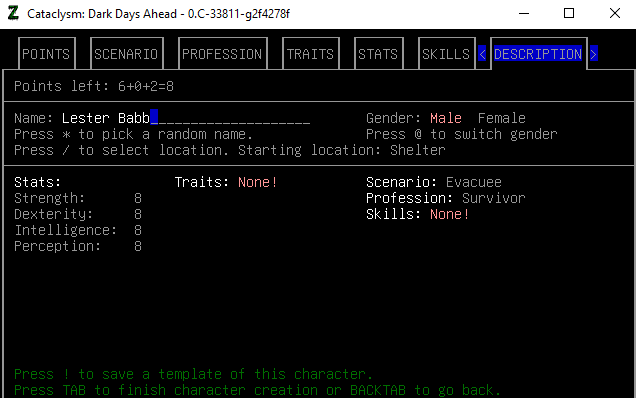 Cataclysm: Dark Days Ahead - 0.C-33811-g2f4278f
POINTS SCENARIO PROFESSION TRAITS STATS SKILLS < DESCRIPTION >
Points left: 6+0+2=8
Name: Lester Babb____________________ Gender: Male Female
Press * to pick a random name. Press @ to switch gender
Press / to select location. Starting location: Shelter
Stats: Traits: None! Scenario: Evacuee
Strength: 8 Profession: Survivor
Dexterity: 8 Skills: None!
Intelligence: 8
Perception: 8
Press ! to save a template of this character.
Press TAB to finish character creation or BACKTAB to go back.